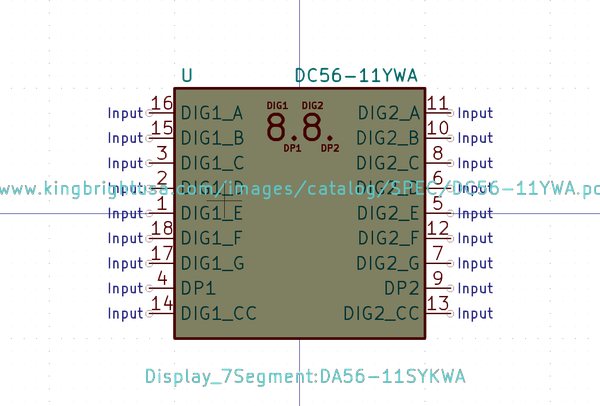 U DC56-11YWA
DIG1 DIG2
8.8.
DP1 DP2
Input 16 DIG1_A DIG2_A 11 Input
Input 15 DIG1_B DIG2_B 10 Input
Input 3 DIG1_C DIG2_C 8 Input
Input 2 DIG1_D DIG2_D 6 Input
www.kingbrightusa.com/images/catalog/SPEC/DC56-11YWA.pd
Input 1 DIG1_E DIG2_E 5 Input
Input 18 DIG1_F DIG2_F 12 Input
Input 17 DIG1_G DIG2_G 7 Input
Input 4 DP1 DP2 9 Input
Input 14 DIG1_CC DIG2_CC 13 Input
Display_7Segment:DA56-11SYKWA